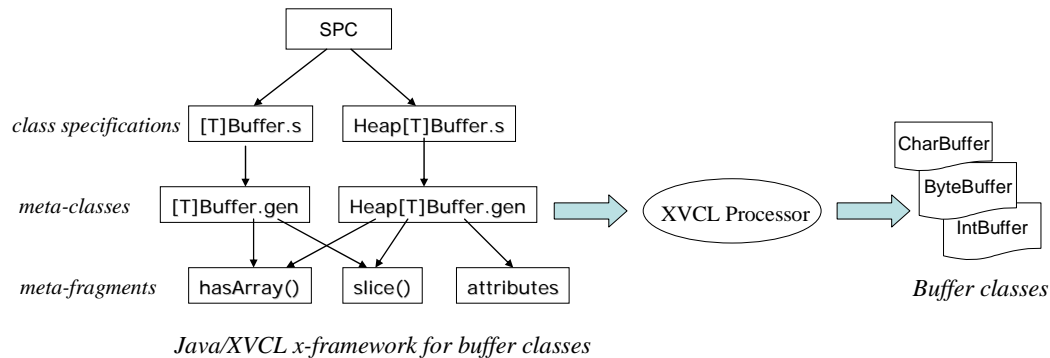 SPC
class specifications
[T]Buffer.s
Heap[T]Buffer.s
meta-classes
[T]Buffer.gen
Heap[T]Buffer.gen
meta-fragments
hasArray()
slice()
attributes
Java/XVCL x-framework for buffer classes
XVCL Processor
CharBuffer
ByteBuffer
IntBuffer
Buffer classes